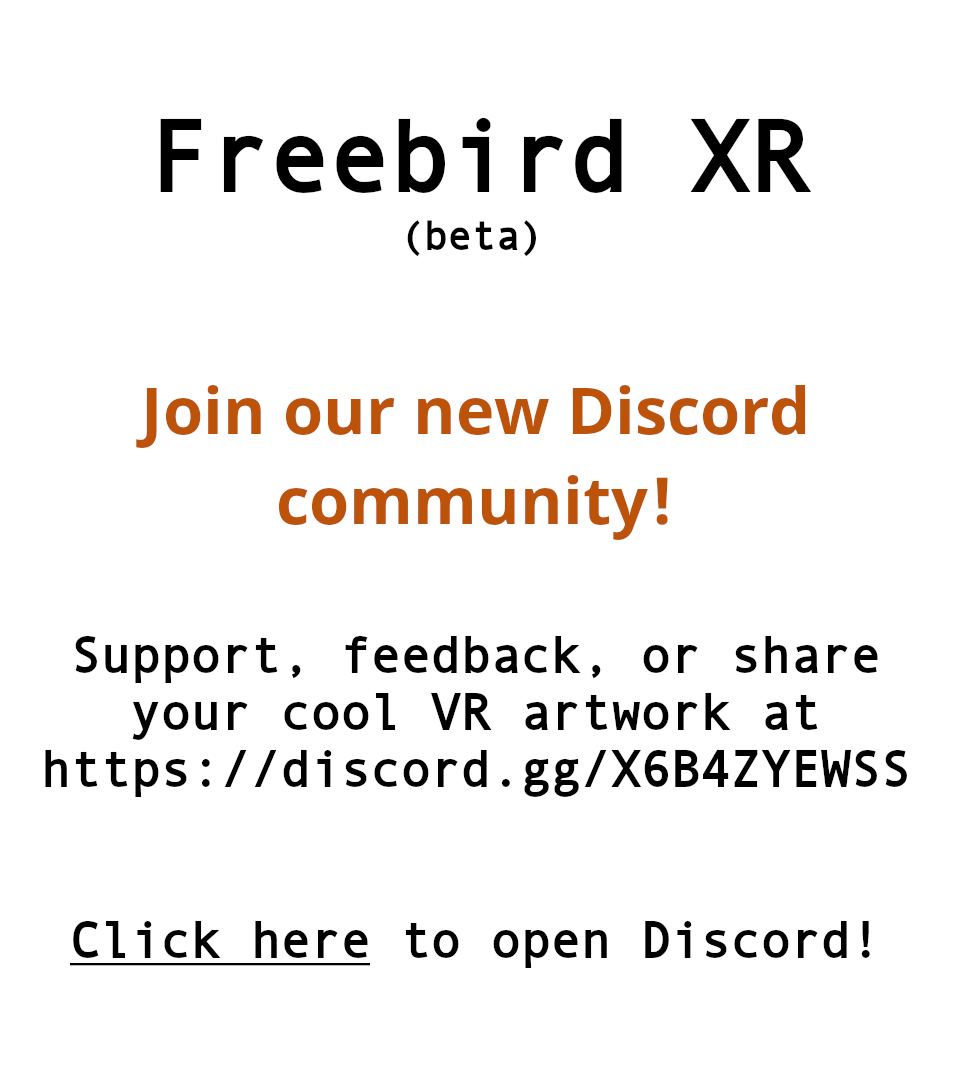 Freebird XR
(beta)
Join our new Discord
community!
Support, feedback, or share
your cool VR artwork at
https://discord.gg/X6B4ZYEWSS
Click here to open Discord!